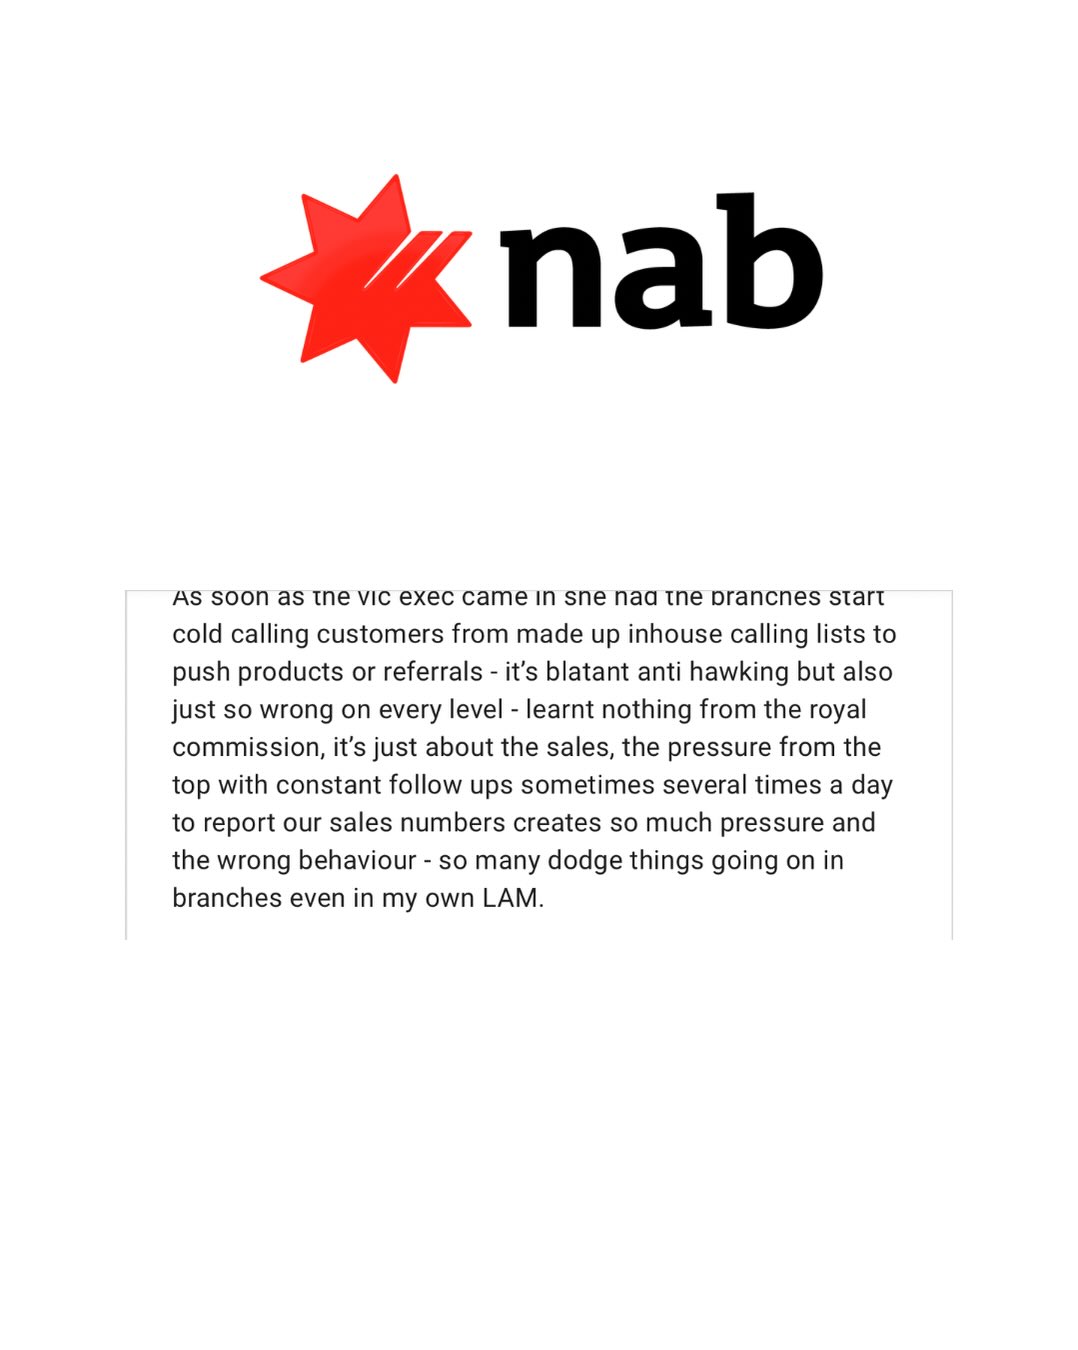 nab
As soon as the vic exec came in she had the branches start
cold calling customers from made up inhouse calling lists to
push products or referrals - it’s blatant anti hawking but also
just so wrong on every level - learnt nothing from the royal
commission, it’s just about the sales, the pressure from the
top with constant follow ups sometimes several times a day
to report our sales numbers creates so much pressure and
the wrong behaviour - so many dodge things going on in
branches even in my own LAM.